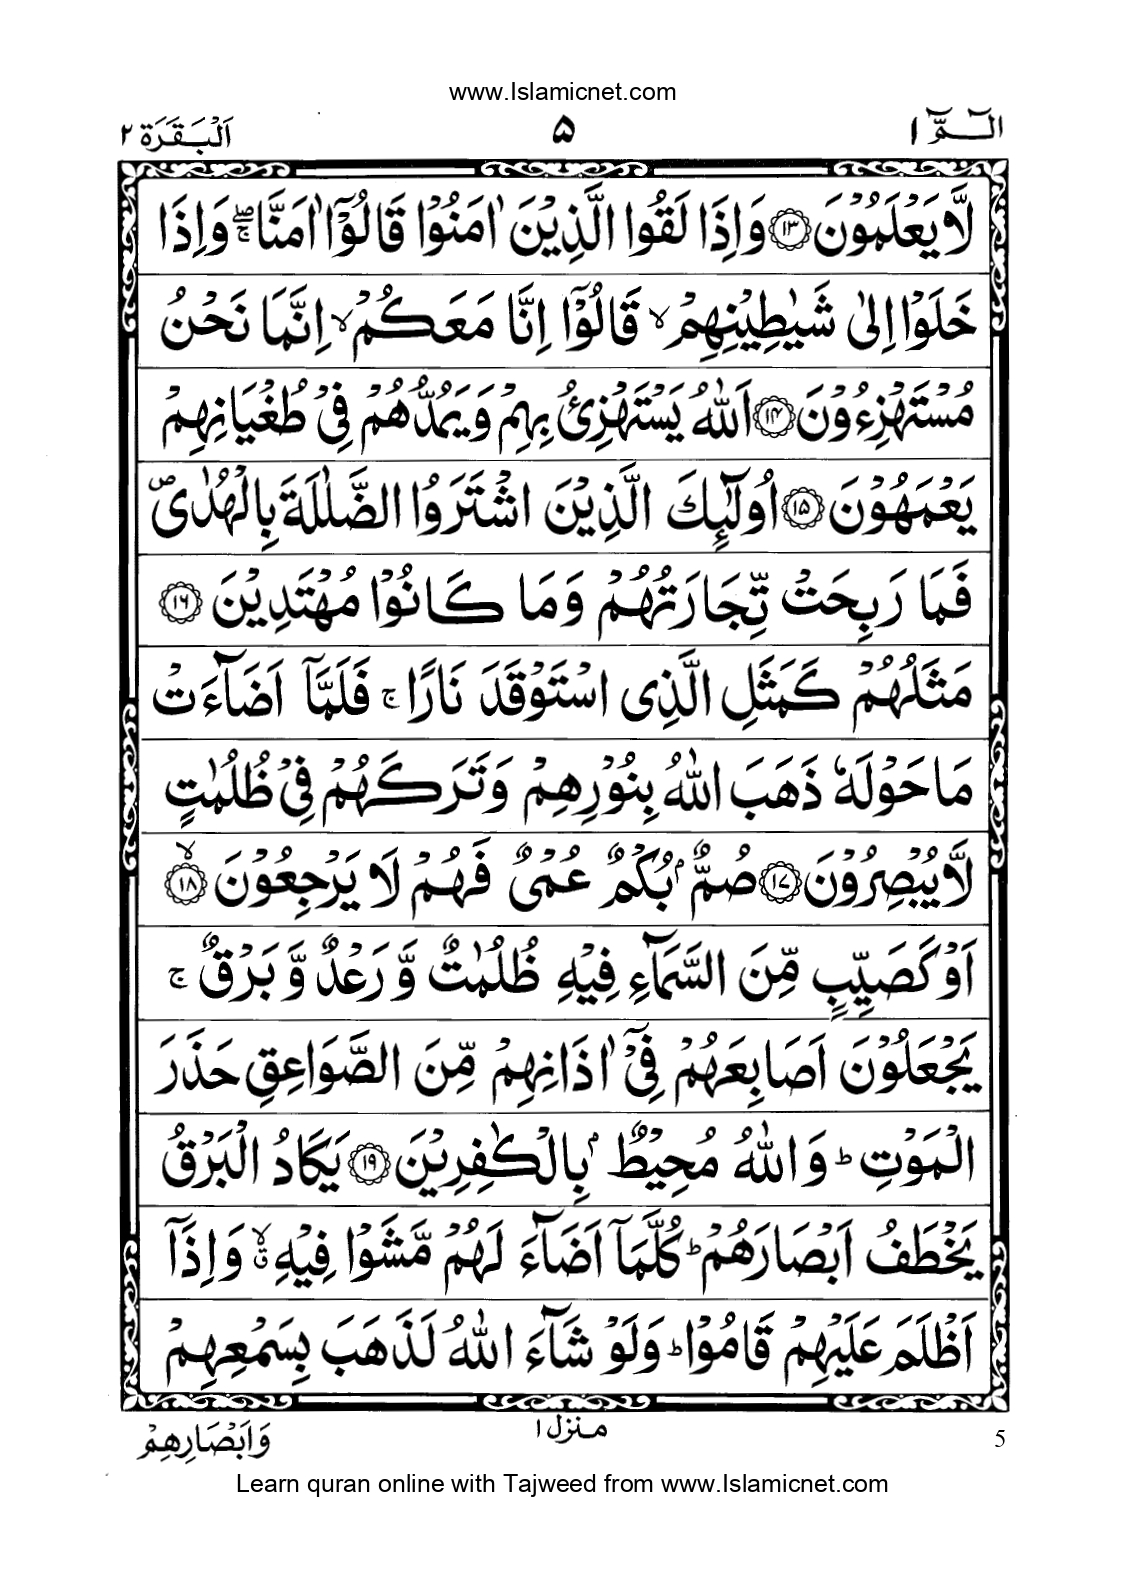 www.Islamicnet.com
الٓمّٓ ١ ۵ اَلْبَقَرَة ٢
لَّا يَعْلَمُوْنَ ۝١٣ وَاِذَا لَقُوا الَّذِيْنَ اٰمَنُوْا قَالُوْٓا اٰمَنَّا ۖۚ وَاِذَا
خَلَوْا اِلٰى شَيٰطِيْنِهِمْ ۙ قَالُوْٓا اِنَّا مَعَكُمْ ۙ اِنَّمَا نَحْنُ
مُسْتَهْزِءُوْنَ ۝١٤ اَللّٰهُ يَسْتَهْزِئُ بِهِمْ وَيَمُدُّهُمْ فِيْ طُغْيَانِهِمْ
يَعْمَهُوْنَ ۝١۵ اُولٰٓئِكَ الَّذِيْنَ اشْتَرَوُا الضَّلٰلَةَ بِالْهُدٰى ۪
فَمَا رَبِحَتْ تِّجَارَتُهُمْ وَمَا كَانُوْا مُهْتَدِيْنَ ۝١٦
مَثَلُهُمْ كَمَثَلِ الَّذِى اسْتَوْقَدَ نَارًا ۚ فَلَمَّآ اَضَآءَتْ
مَا حَوْلَهٗ ذَهَبَ اللّٰهُ بِنُوْرِهِمْ وَتَرَكَهُمْ فِيْ ظُلُمٰتٍ
لَّا يُبْصِرُوْنَ ۝١٧ صُمٌّۢ بُكْمٌ عُمْىٌ فَهُمْ لَا يَرْجِعُوْنَ ۝١٨ ۙ
اَوْ كَصَيِّبٍ مِّنَ السَّمَآءِ فِيْهِ ظُلُمٰتٌ وَّرَعْدٌ وَّبَرْقٌ ۚ
يَجْعَلُوْنَ اَصَابِعَهُمْ فِيْٓ اٰذَانِهِمْ مِّنَ الصَّوَاعِقِ حَذَرَ
الْمَوْتِ ؕ وَاللّٰهُ مُحِيْطٌۢ بِالْكٰفِرِيْنَ ۝١٩ يَكَادُ الْبَرْقُ
يَخْطَفُ اَبْصَارَهُمْ ؕ كُلَّمَآ اَضَآءَ لَهُمْ مَّشَوْا فِيْهِ ۙۗ وَاِذَآ
اَظْلَمَ عَلَيْهِمْ قَامُوْا ؕ وَلَوْ شَآءَ اللّٰهُ لَذَهَبَ بِسَمْعِهِمْ
منزل ١ وَاَبْصَارِهِمْ
5
Learn quran online with Tajweed from www.Islamicnet.com